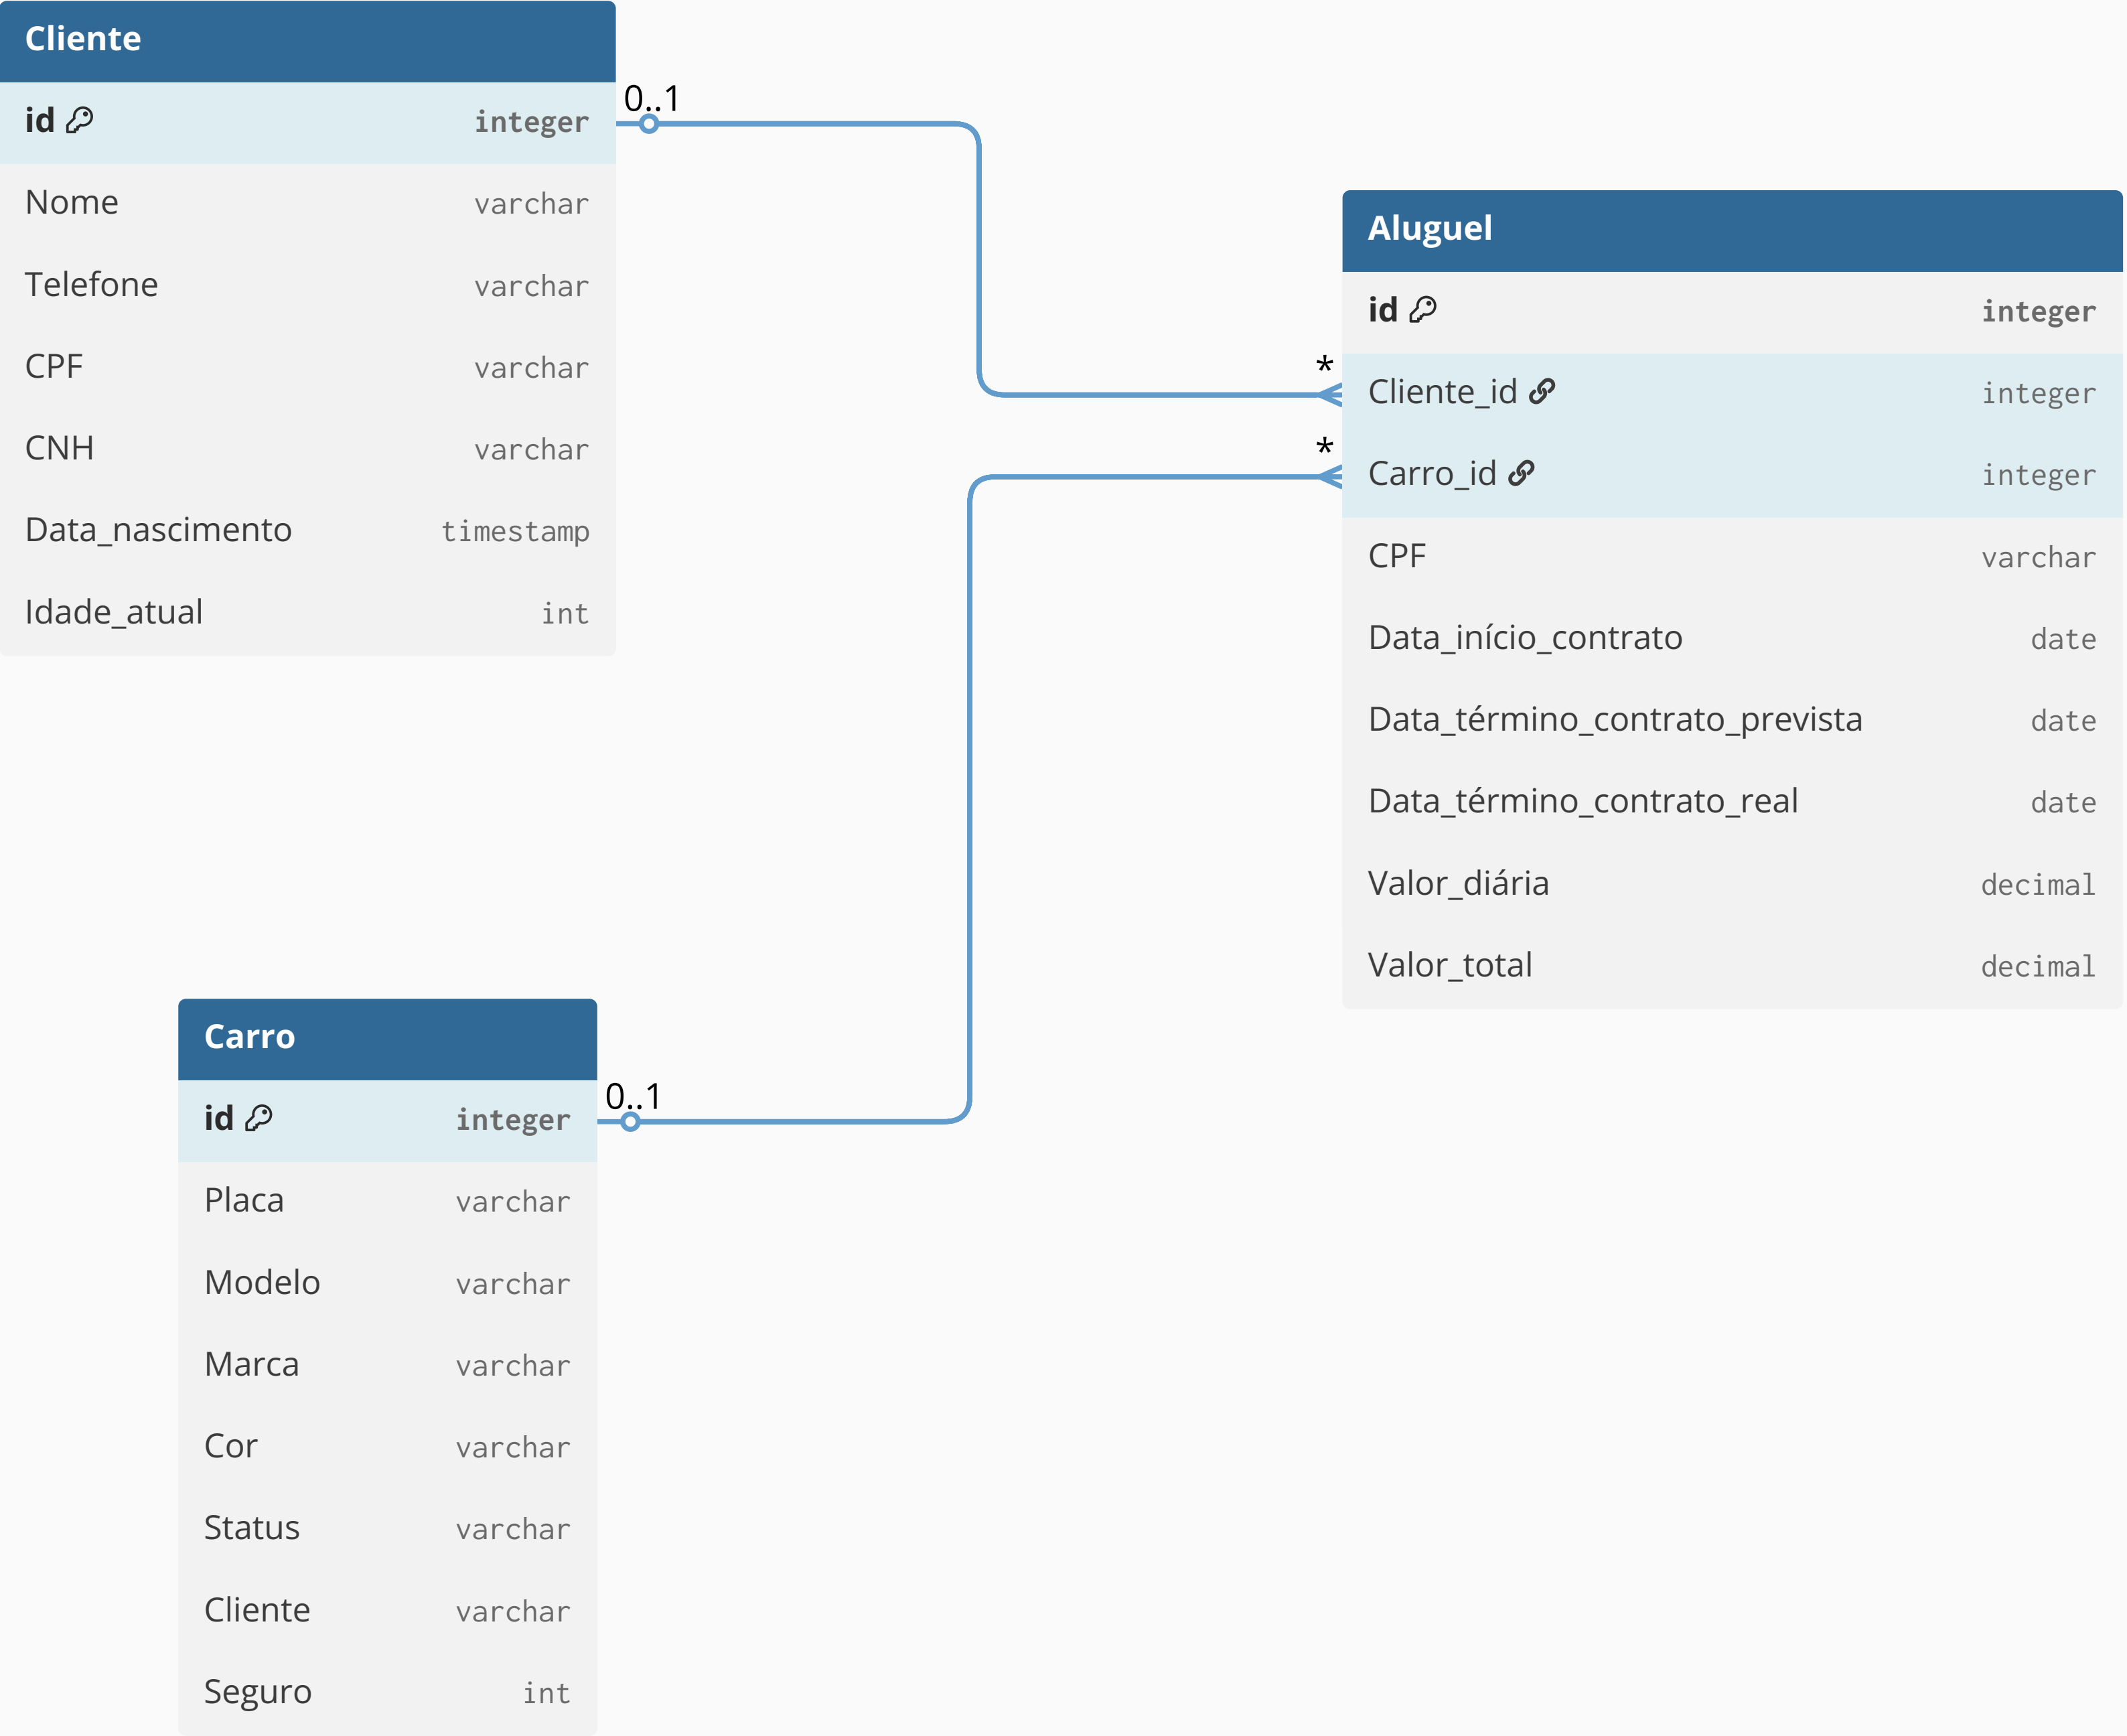 Cliente
id integer
Nome varchar
Telefone varchar
CPF varchar
CNH varchar
Data_nascimento timestamp
Idade_atual int
0..1
*
*
Aluguel
id integer
Cliente_id integer
Carro_id integer
CPF varchar
Data_início_contrato date
Data_término_contrato_prevista date
Data_término_contrato_real date
Valor_diária decimal
Valor_total decimal
Carro
id integer
Placa varchar
Modelo varchar
Marca varchar
Cor varchar
Status varchar
Cliente varchar
Seguro int
0..1